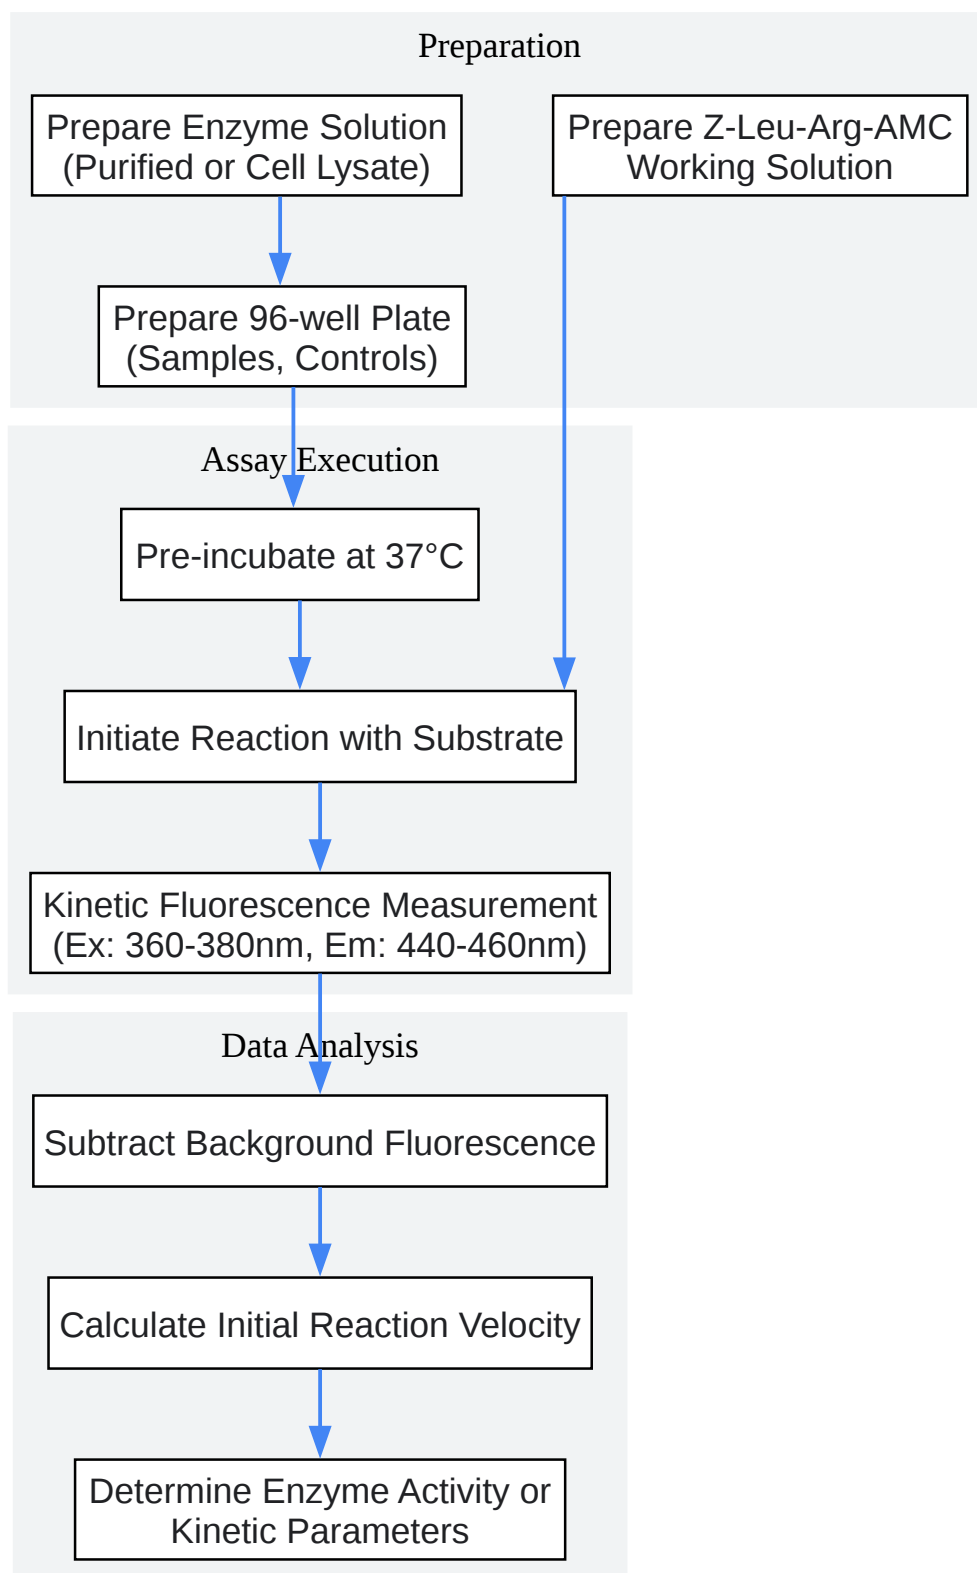 Preparation
Prepare Enzyme Solution
(Purified or Cell Lysate)
Prepare Z-Leu-Arg-AMC
Working Solution
Prepare 96-well Plate
(Samples, Controls)
Assay Execution
Pre-incubate at 37°C
Initiate Reaction with Substrate
Kinetic Fluorescence Measurement
(Ex: 360-380nm, Em: 440-460nm)
Data Analysis
Subtract Background Fluorescence
Calculate Initial Reaction Velocity
Determine Enzyme Activity or
Kinetic Parameters